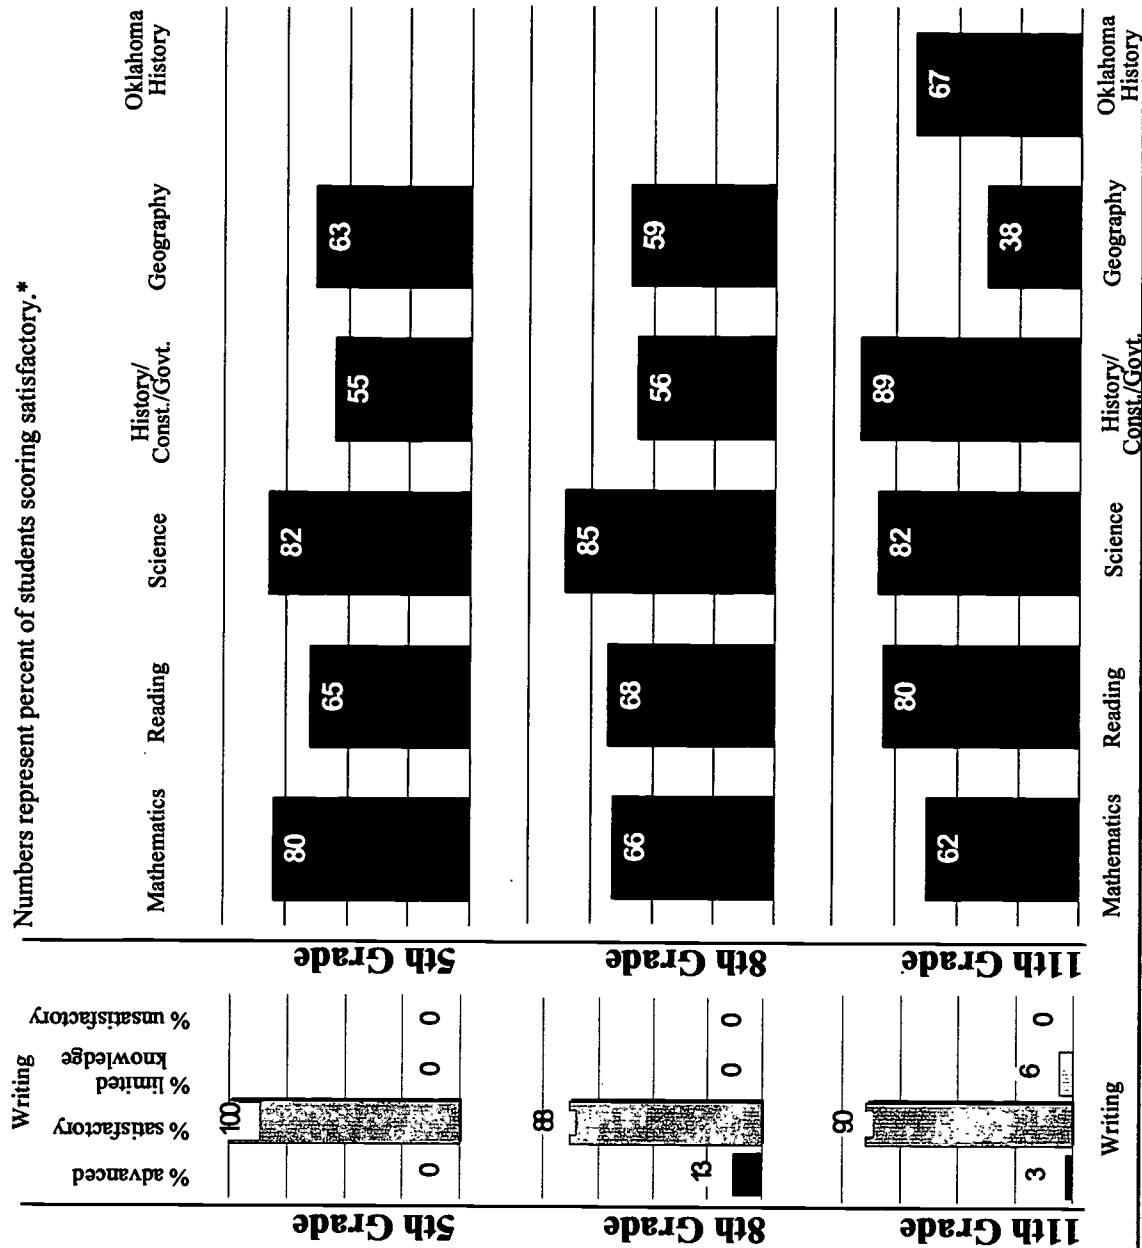 Numbers represent percent of students scoring satisfactory.*
Writing
% advanced
% satisfactory
% limited
knowledge
% unsatisfactory
Mathematics
Reading
Science
History/
Const./Govt.
Geography
Oklahoma
History
5th Grade
0
100
0
0
5th Grade
80
65
82
55
63
8th Grade
13
88
0
0
8th Grade
66
68
85
56
59
11th Grade
3
90
6
0
11th Grade
62
80
82
89
38
67
Writing
Mathematics
Reading
Science
History/
Const./Govt.
Geography
Oklahoma
History